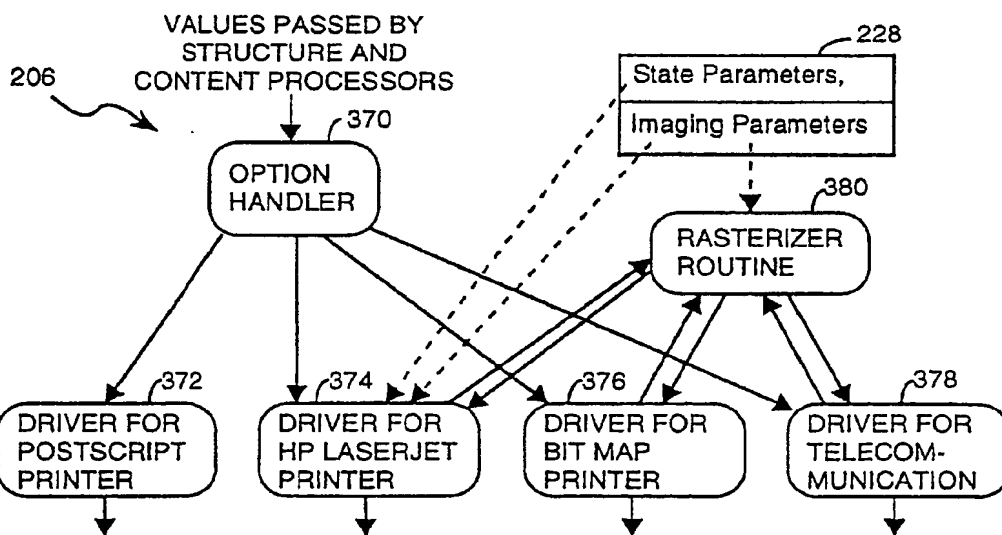 VALUES PASSED BY
STRUCTURE AND
CONTENT PROCESSORS
206
228
State Parameters,
Imaging Parameters
370
OPTION
HANDLER
380
RASTERIZER
ROUTINE
372
DRIVER FOR
POSTSCRIPT
PRINTER
374
DRIVER FOR
HP LASERJET
PRINTER
376
DRIVER FOR
BIT MAP
PRINTER
378
DRIVER FOR
TELECOM-
MUNICATION